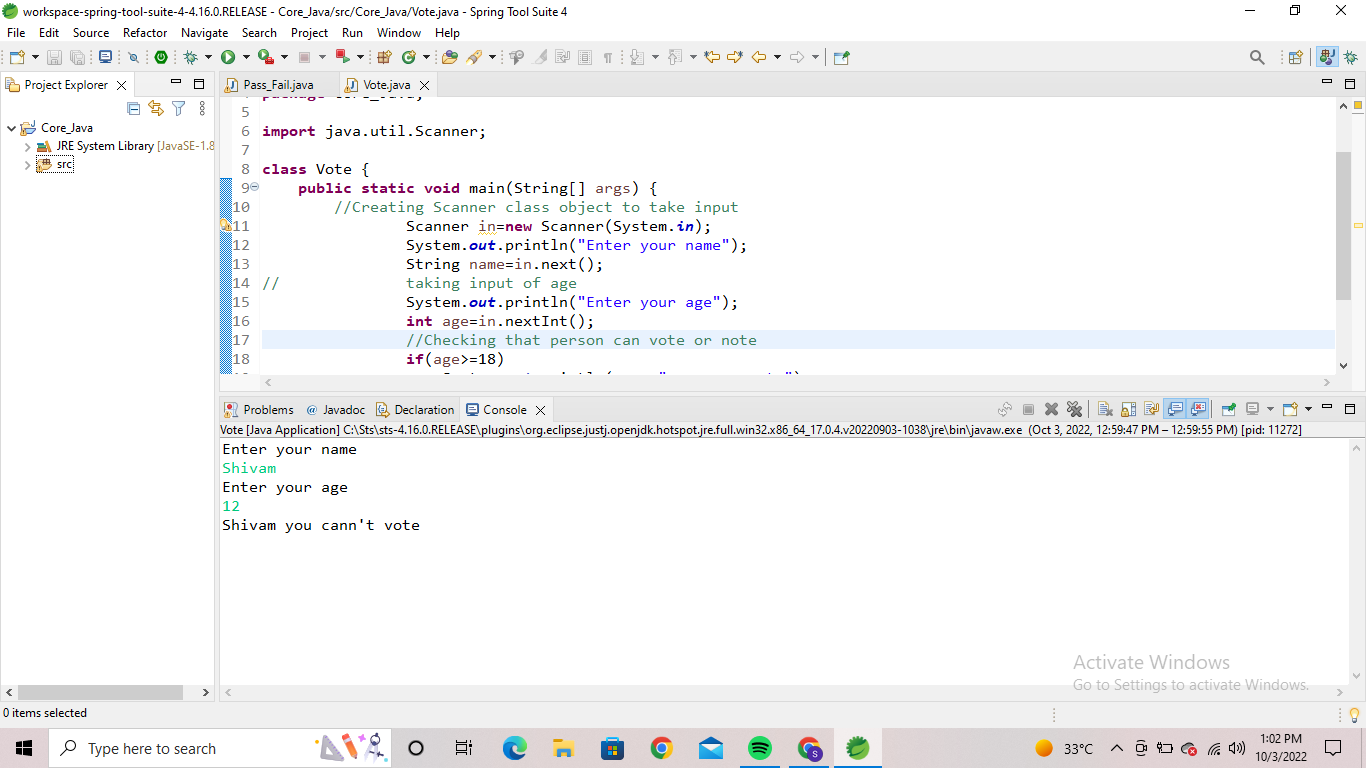 workspace-spring-tool-suite-4-4.16.0.RELEASE - Core_Java/src/Core_Java/Vote.java - Spring Tool Suite 4
File Edit Source Refactor Navigate Search Project Run Window Help
Project Explorer
Core_Java
JRE System Library [JavaSE-1.8
src
Pass_Fail.java
Vote.java
5
6 import java.util.Scanner;
7
8 class Vote {
9 public static void main(String[] args) {
10 //Creating Scanner class object to take input
11 Scanner in=new Scanner(System.in);
12 System.out.println("Enter your name");
13 String name=in.next();
14 // taking input of age
15 System.out.println("Enter your age");
16 int age=in.nextInt();
17 //Checking that person can vote or note
18 if(age>=18)
Problems @ Javadoc Declaration Console
Vote [Java Application] C:\Sts\sts-4.16.0.RELEASE\plugins\org.eclipse.justj.openjdk.hotspot.jre.full.win32.x86_64_17.0.4.v20220903-1038\jre\bin\javaw.exe (Oct 3, 2022, 12:59:47 PM – 12:59:55 PM) [pid: 11272]
Enter your name
Shivam
Enter your age
12
Shivam you cann't vote
Activate Windows
Go to Settings to activate Windows.
0 items selected
Type here to search
S
33°C
1:02 PM
10/3/2022